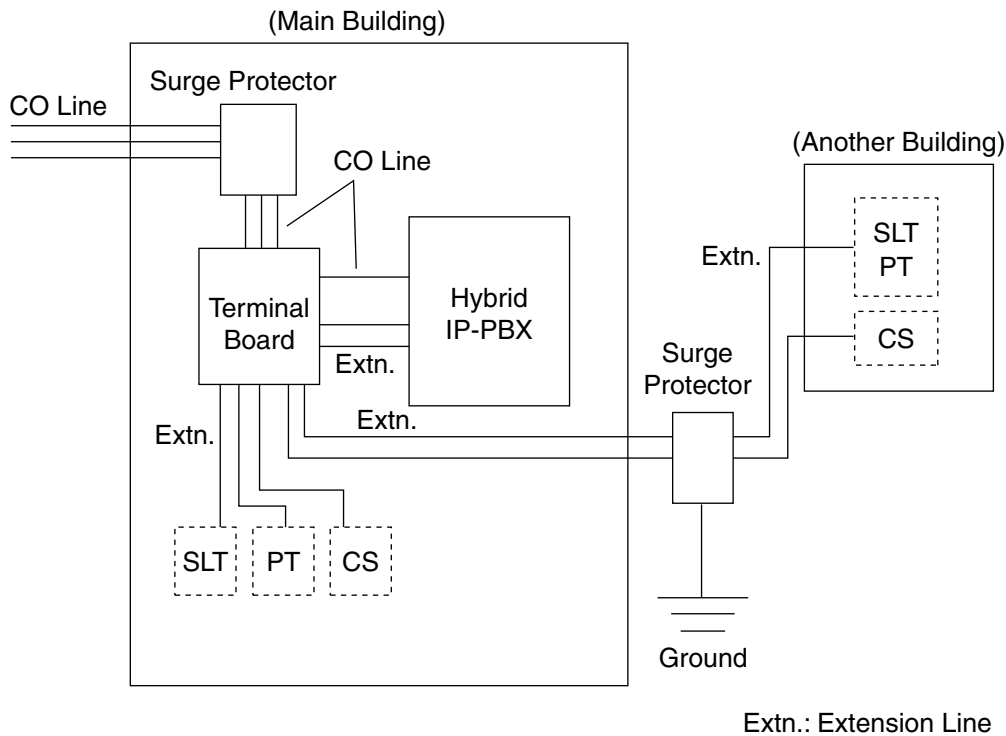 (Main Building)
Surge Protector
CO Line
CO Line
(Another Building)
SLT
PT
Extn.
Terminal
Board
Hybrid
IP-PBX
CS
Extn.
Surge
Protector
Extn.
Extn.
SLT
PT
CS
Ground
Extn.: Extension Line